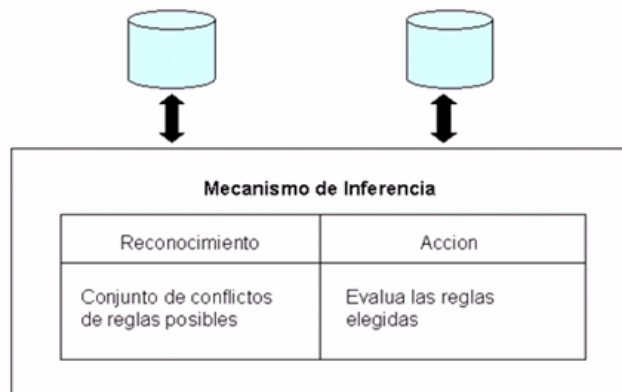 Mecanismo de Inferencia
Reconocimiento
Accion
Conjunto de conflictos
de reglas posibles
Evalua las reglas
elegidas